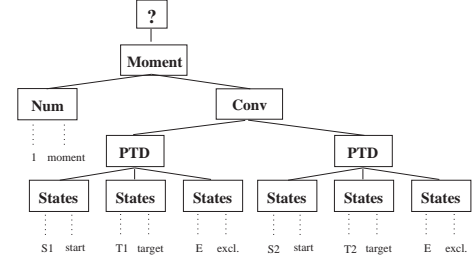 ?
Moment
Num Conv
1 moment PTD PTD
States States States States States States
S1 start T1 target E excl. S2 start T2 target E excl.